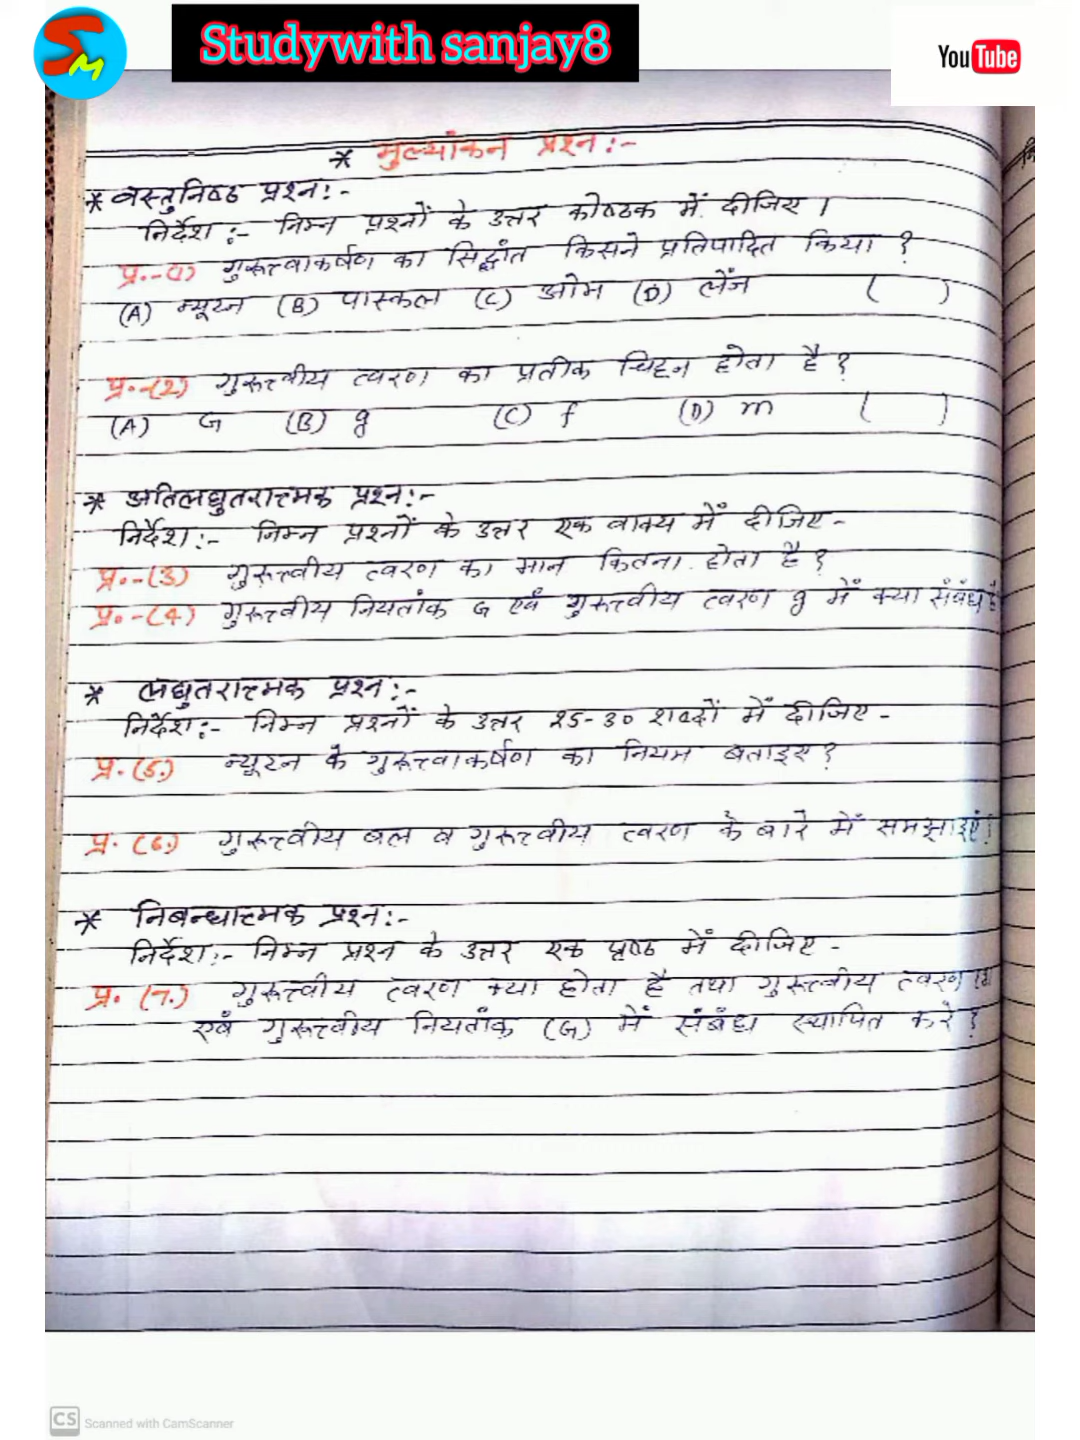 SM
Studywith sanjay8
YouTube
* मुल्यांकन प्रश्न:-
* वस्तुनिष्ठ प्रश्न:-
निर्देश:- निम्न प्रश्नों के उत्तर कोष्ठक में दीजिए।
प्र.-(1) गुरूत्वाकर्षण का सिद्धांत किसने प्रतिपादित किया ?
(A) न्यूटन (B) पास्कल (C) ओम (D) लेंज ( )
प्र.-(2) गुरूत्वीय त्वरण का प्रतीक चिह्न होता है ?
(A) G (B) g (C) f (D) m ( )
* अतिलघुतरात्मक प्रश्न:-
निर्देश:- निम्न प्रश्नों के उत्तर एक वाक्य में दीजिए-
प्र.-(3) गुरूत्वीय त्वरण का मान कितना होता है ?
प्र.-(4) गुरूत्वीय नियतांक G एवं गुरूत्वीय त्वरण g में क्या संबंध है
* लघुतरात्मक प्रश्न:-
निर्देश:- निम्न प्रश्नों के उत्तर 25-30 शब्दों में दीजिए-
प्र.(5.) न्यूटन के गुरूत्वाकर्षण का नियम बताइए ?
प्र.(6.) गुरूत्वीय बल व गुरूत्वीय त्वरण के बारे में समझाइएं।
* निबन्धात्मक प्रश्न:-
निर्देश:- निम्न प्रश्न के उत्तर एक पृष्ठ में दीजिए-
प्र. (7.) गुरूत्वीय त्वरण क्या होता है तथा गुरूत्वीय त्वरण
एवं गुरूत्वीय नियतांक (G) में संबंध स्थापित करे ?
CS Scanned with CamScanner